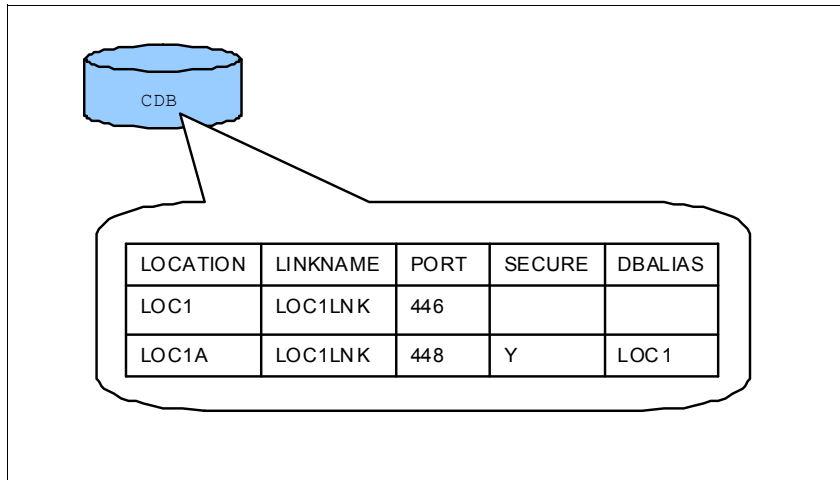 CDB
LOCATION LINKNAME PORT SECURE DBALIAS
LOC1 LOC1LNK 446
LOC1A LOC1LNK 448 Y LOC1